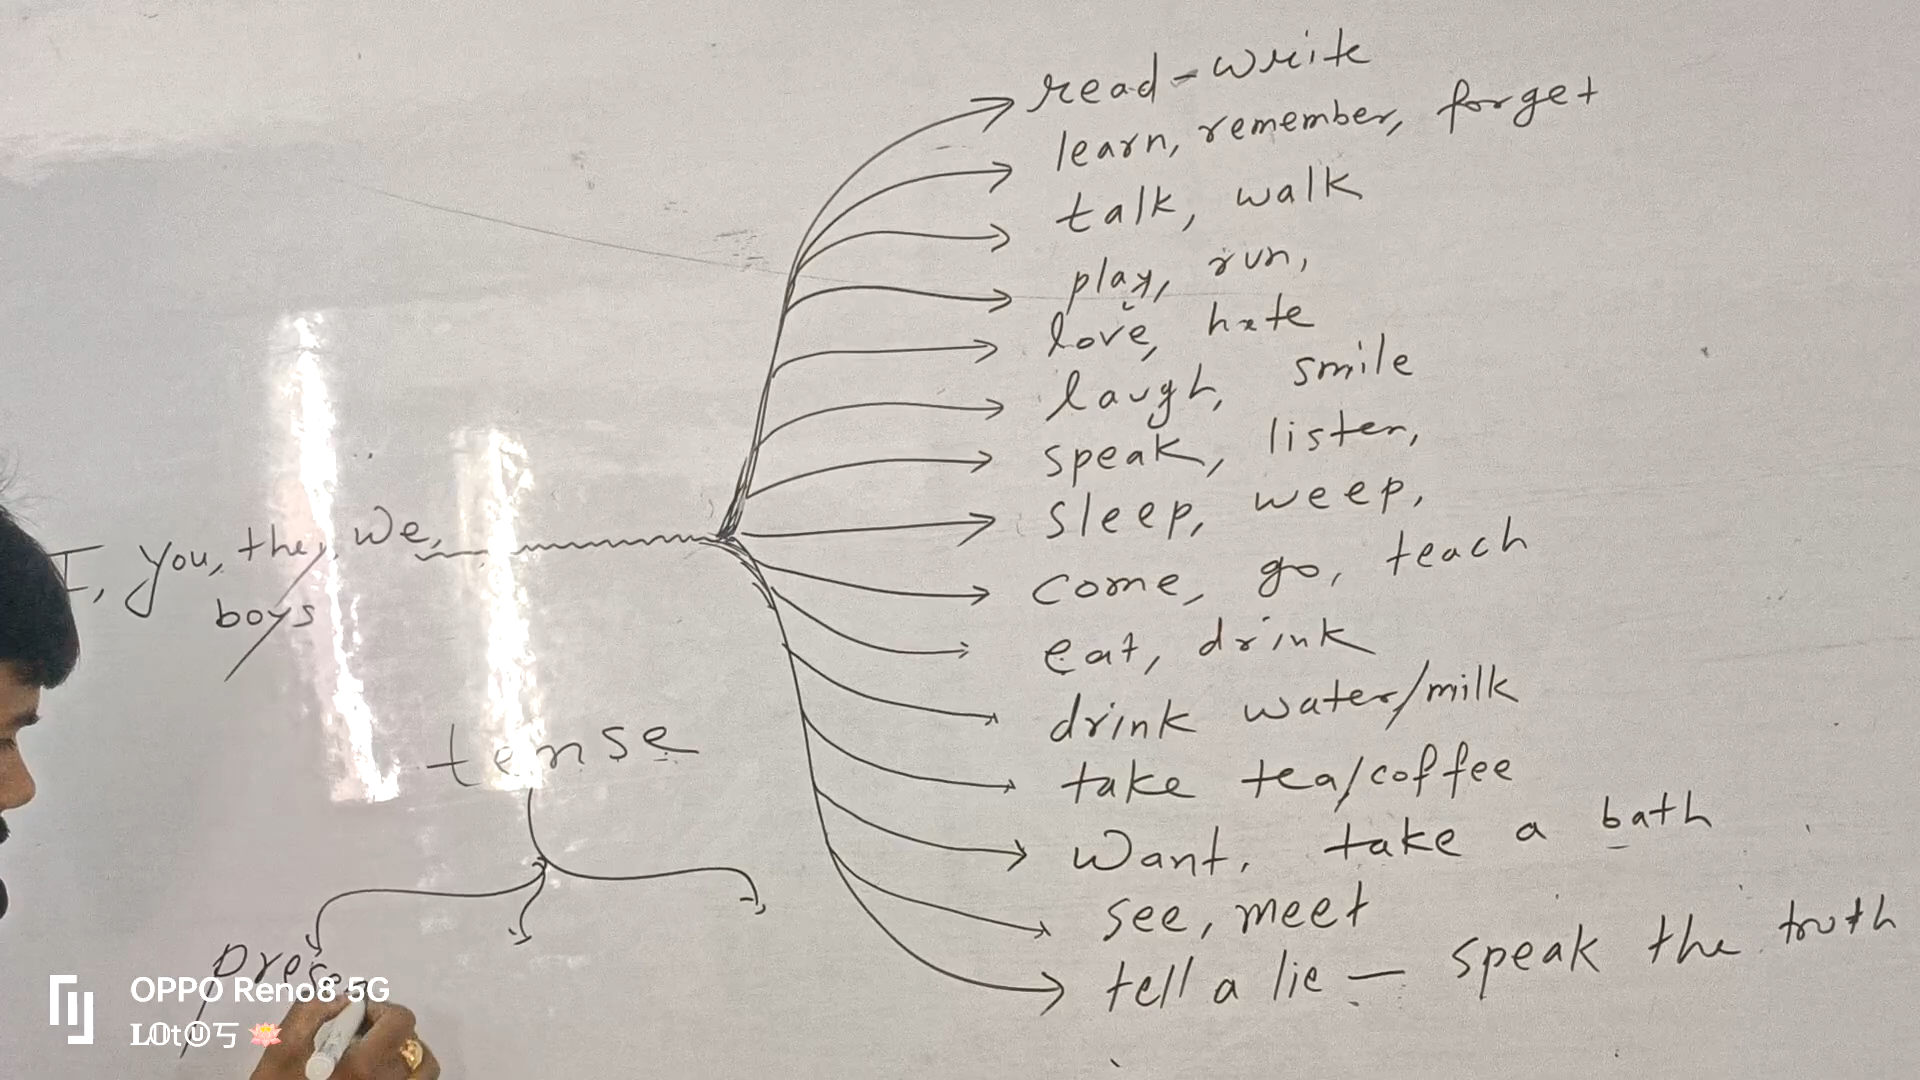 read - write
learn, remember, forget
talk, walk
play, run,
love, hate
laugh, smile
speak, listen,
sleep, weep,
come, go, teach
eat, drink
drink water/milk
take tea/coffee
want, take a bath
see, meet
tell a lie — speak the truth
I, you, they, we,
boys
tense
Prese
OPPO Reno8 5G